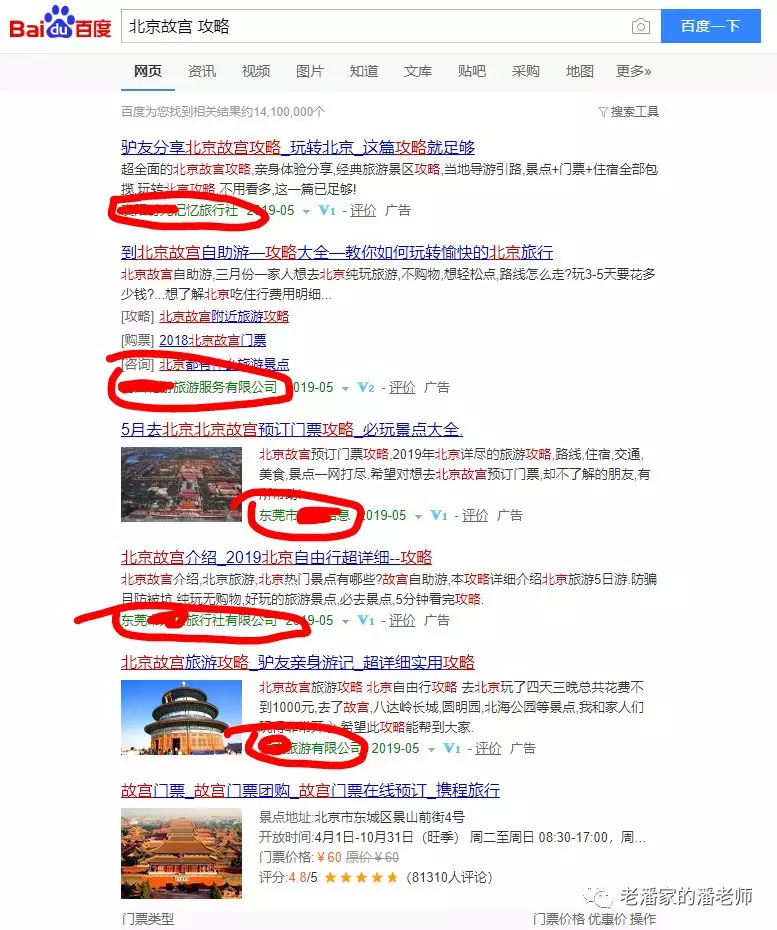 Bai du 百度
北京故宫 攻略
百度一下
网页 资讯 视频 图片 知道 文库 贴吧 采购 地图 更多»
百度为您找到相关结果约14,100,000个
搜索工具
驴友分享北京故宫攻略_玩转北京_这篇攻略就足够
超全面的北京故宫攻略,亲身体验分享,经典旅游景区攻略,当地导游引路,景点+门票+住宿全部包
揽,玩转北京攻略,不用看多,这一篇已足够!
记忆旅行社 2019-05 V1 - 评价 广告
到北京故宫自助游—攻略大全—教你如何玩转愉快的北京旅行
北京故宫自助游,三月份一家人想去北京纯玩旅游,不购物,想轻松点,路线怎么走?玩3-5天要花多
少钱?...想了解北京吃住行费用明细...
[攻略] 北京故宫附近旅游攻略
[购票] 2018北京故宫门票
[咨询] 北京都有什么旅游景点
旅游服务有限公司 2019-05 V2 - 评价 广告
5月去北京北京故宫预订门票攻略_必玩景点大全.
北京故宫预订门票攻略,2019年北京详尽的旅游攻略,路线,住宿,交通,
美食,景点一网打尽.希望对想去北京故宫预订门票,却不了解的朋友,有
所帮助!
东莞市 信息 2019-05 V1 - 评价 广告
北京故宫介绍_2019北京自由行超详细--攻略
北京故宫介绍,北京旅游,北京热门景点有哪些?故宫自助游,本攻略详细介绍北京旅游5日游.防骗
目防被坑,纯玩无购物,好玩的旅游景点,必去景点,5分钟看完攻略.
东莞市 旅行社有限公司 2019-05 V1 - 评价 广告
北京故宫旅游攻略_驴友亲身游记_超详细实用攻略
北京故宫旅游攻略 北京自由行攻略 去北京玩了四天三晚总共花费不
到1000元,去了故宫,八达岭长城,圆明园,北海公园等景点,我和家人们
玩得非常开心,希望此攻略能帮到大家.
旅游有限公司 2019-05 V1 - 评价 广告
故宫门票_故宫门票团购_故宫门票在线预订_携程旅行
景点地址:北京市东城区景山前街4号
开放时间:4月1日-10月31日（旺季） 周二至周日 08:30-17:00，周...
门票价格:￥60 原价￥60
评分:4.8/5 ★★★★★ （81310人评论）
老潘家的潘老师
门票类型 门票价格 优惠价 操作